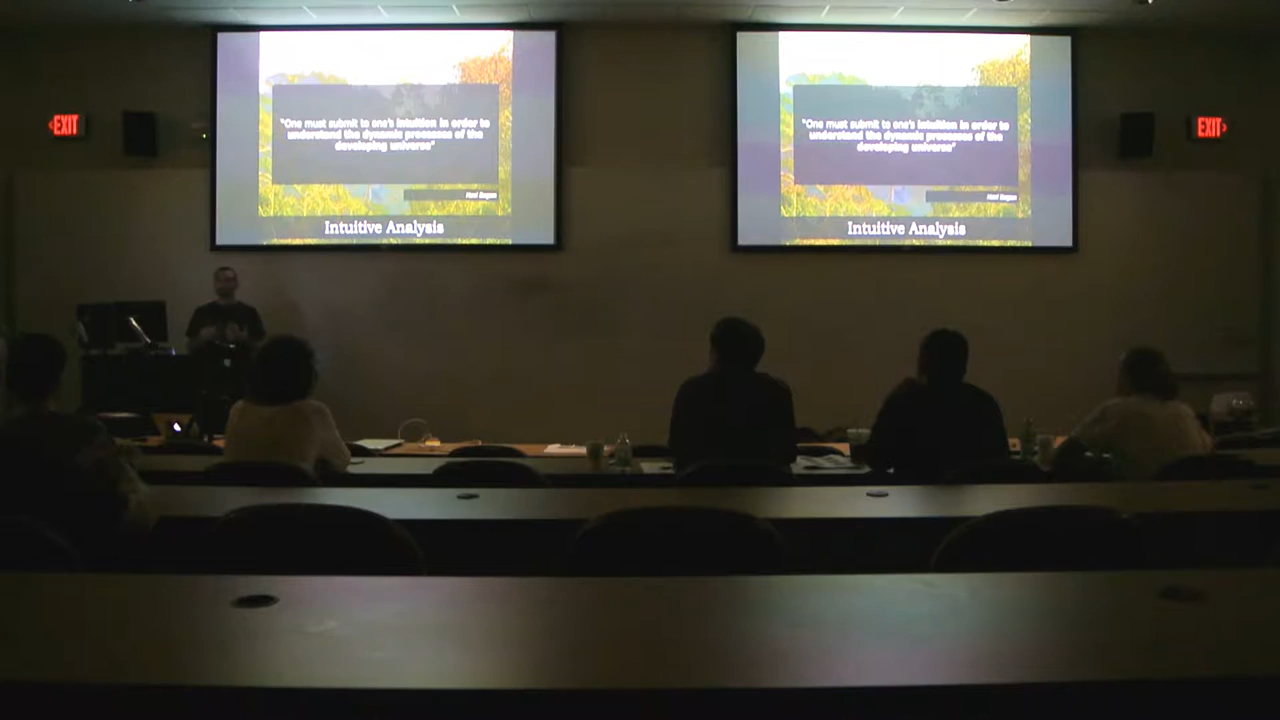 EXIT
"One must submit to one's intuition in order to
understand the dynamic processes of the
developing universe"
Intuitive Analysis
"One must submit to one's intuition in order to
understand the dynamic processes of the
developing universe"
Intuitive Analysis
EXIT